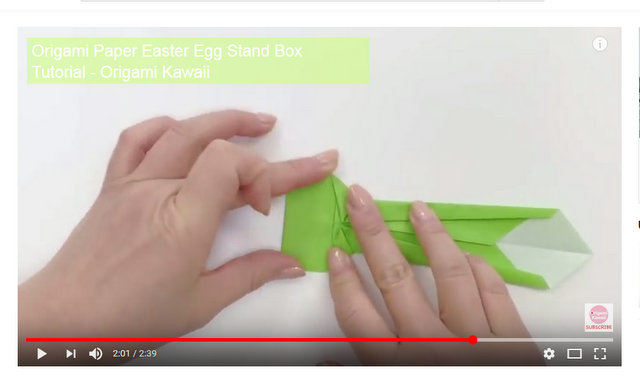 Origami Paper Easter Egg Stand Box
Tutorial - Origami Kawaii
SUBSCRIBE
2:01 / 2:39